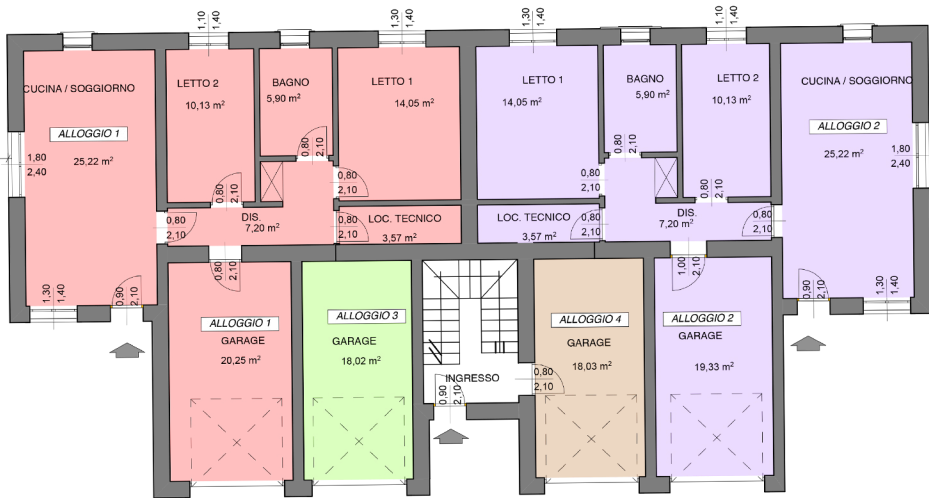 1,10 1,40
1,30 1,40
1,30 1,40
1,10 1,40
CUCINA / SOGGIORNO
ALLOGGIO 1
25,22 m²
1,80
2,40
LETTO 2
10,13 m²
BAGNO
5,90 m²
LETTO 1
14,05 m²
LETTO 1
14,05 m²
BAGNO
5,90 m²
LETTO 2
10,13 m²
CUCINA / SOGGIORNO
ALLOGGIO 2
25,22 m²
1,80
2,40
0,80 2,10
0,80 2,10
0,80
2,10
0,80
2,10
0,80 2,10
0,80 2,10
0,80
2,10
DIS.
7,20 m²
0,80
2,10
LOC. TECNICO
3,57 m²
LOC. TECNICO
3,57 m²
0,80
2,10
DIS.
7,20 m²
0,80
2,10
0,80 2,10
1,00 2,10
1,30 1,40
0,90 2,10
0,90 2,10
1,30 1,40
ALLOGGIO 1
GARAGE
20,25 m²
ALLOGGIO 3
GARAGE
18,02 m²
INGRESSO
0,90 2,10
0,80
2,10
ALLOGGIO 4
GARAGE
18,03 m²
ALLOGGIO 2
GARAGE
19,33 m²